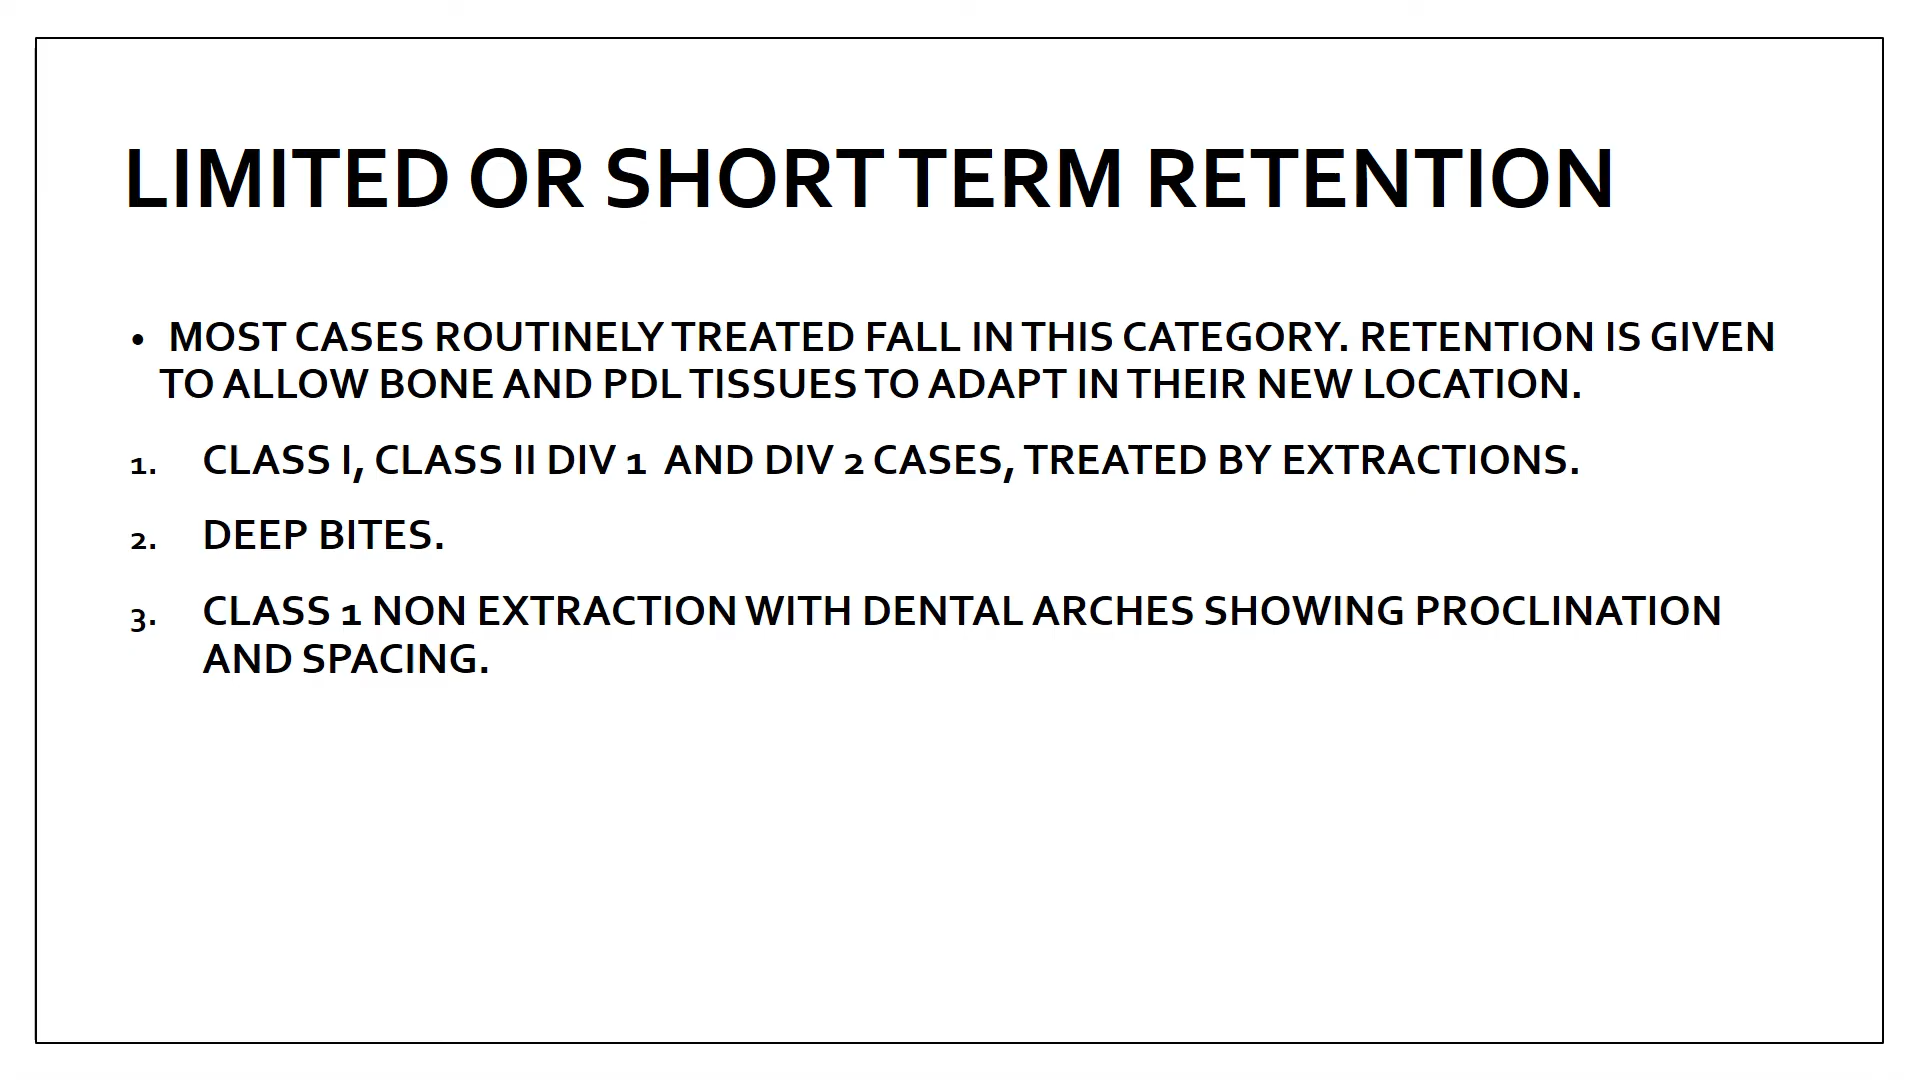 LIMITED OR SHORT TERM RETENTION
• MOST CASES ROUTINELY TREATED FALL IN THIS CATEGORY. RETENTION IS GIVEN
TO ALLOW BONE AND PDL TISSUES TO ADAPT IN THEIR NEW LOCATION.
1. CLASS I, CLASS II DIV 1 AND DIV 2 CASES, TREATED BY EXTRACTIONS.
2. DEEP BITES.
3. CLASS 1 NON EXTRACTION WITH DENTAL ARCHES SHOWING PROCLINATION
AND SPACING.